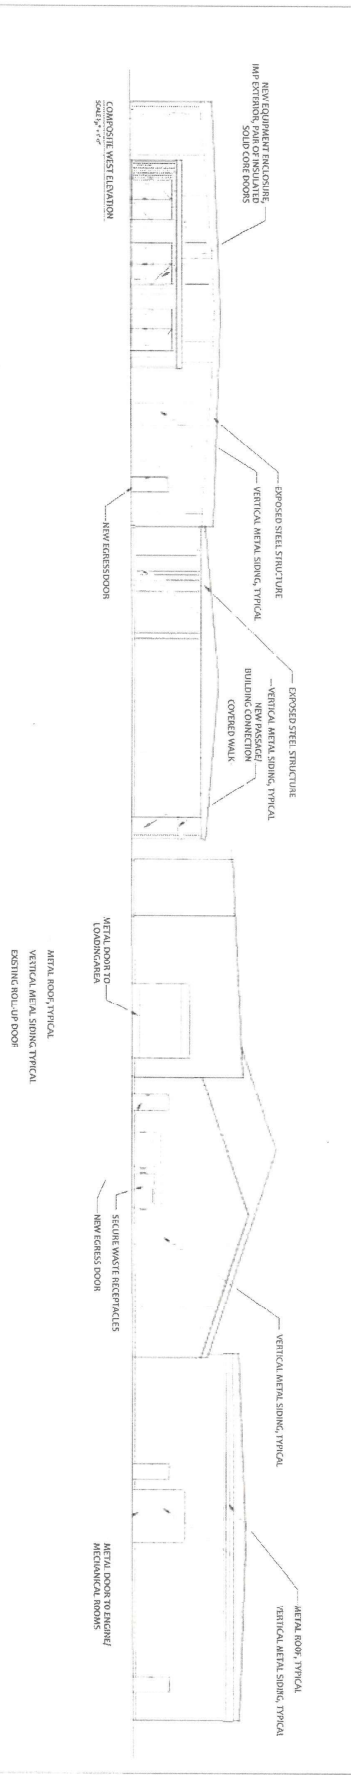 NEW EQUIPMENT ENCLOSURE,
IMP EXTERIOR, PAIR OF INSULATED
SOLID CORE DOORS
EXPOSED STEEL STRUCTURE
VERTICAL METAL SIDING, TYPICAL
EXPOSED STEEL STRUCTURE
VERTICAL METAL SIDING, TYPICAL
NEW PASSAGE/
BUILDING CONNECTION
COVERED WALK
VERTICAL METAL SIDING, TYPICAL
METAL ROOF, TYPICAL
VERTICAL METAL SIDING, TYPICAL
COMPOSITE WEST ELEVATION
NEW EGRESS DOOR
METAL DOOR TO
LOADING AREA
SECURE WASTE RECEPTACLES
NEW EGRESS DOOR
METAL DOOR TO ENGINE/
MECHANICAL ROOMS
METAL ROOF, TYPICAL
VERTICAL METAL SIDING, TYPICAL
EXISTING ROLL-UP DOOR